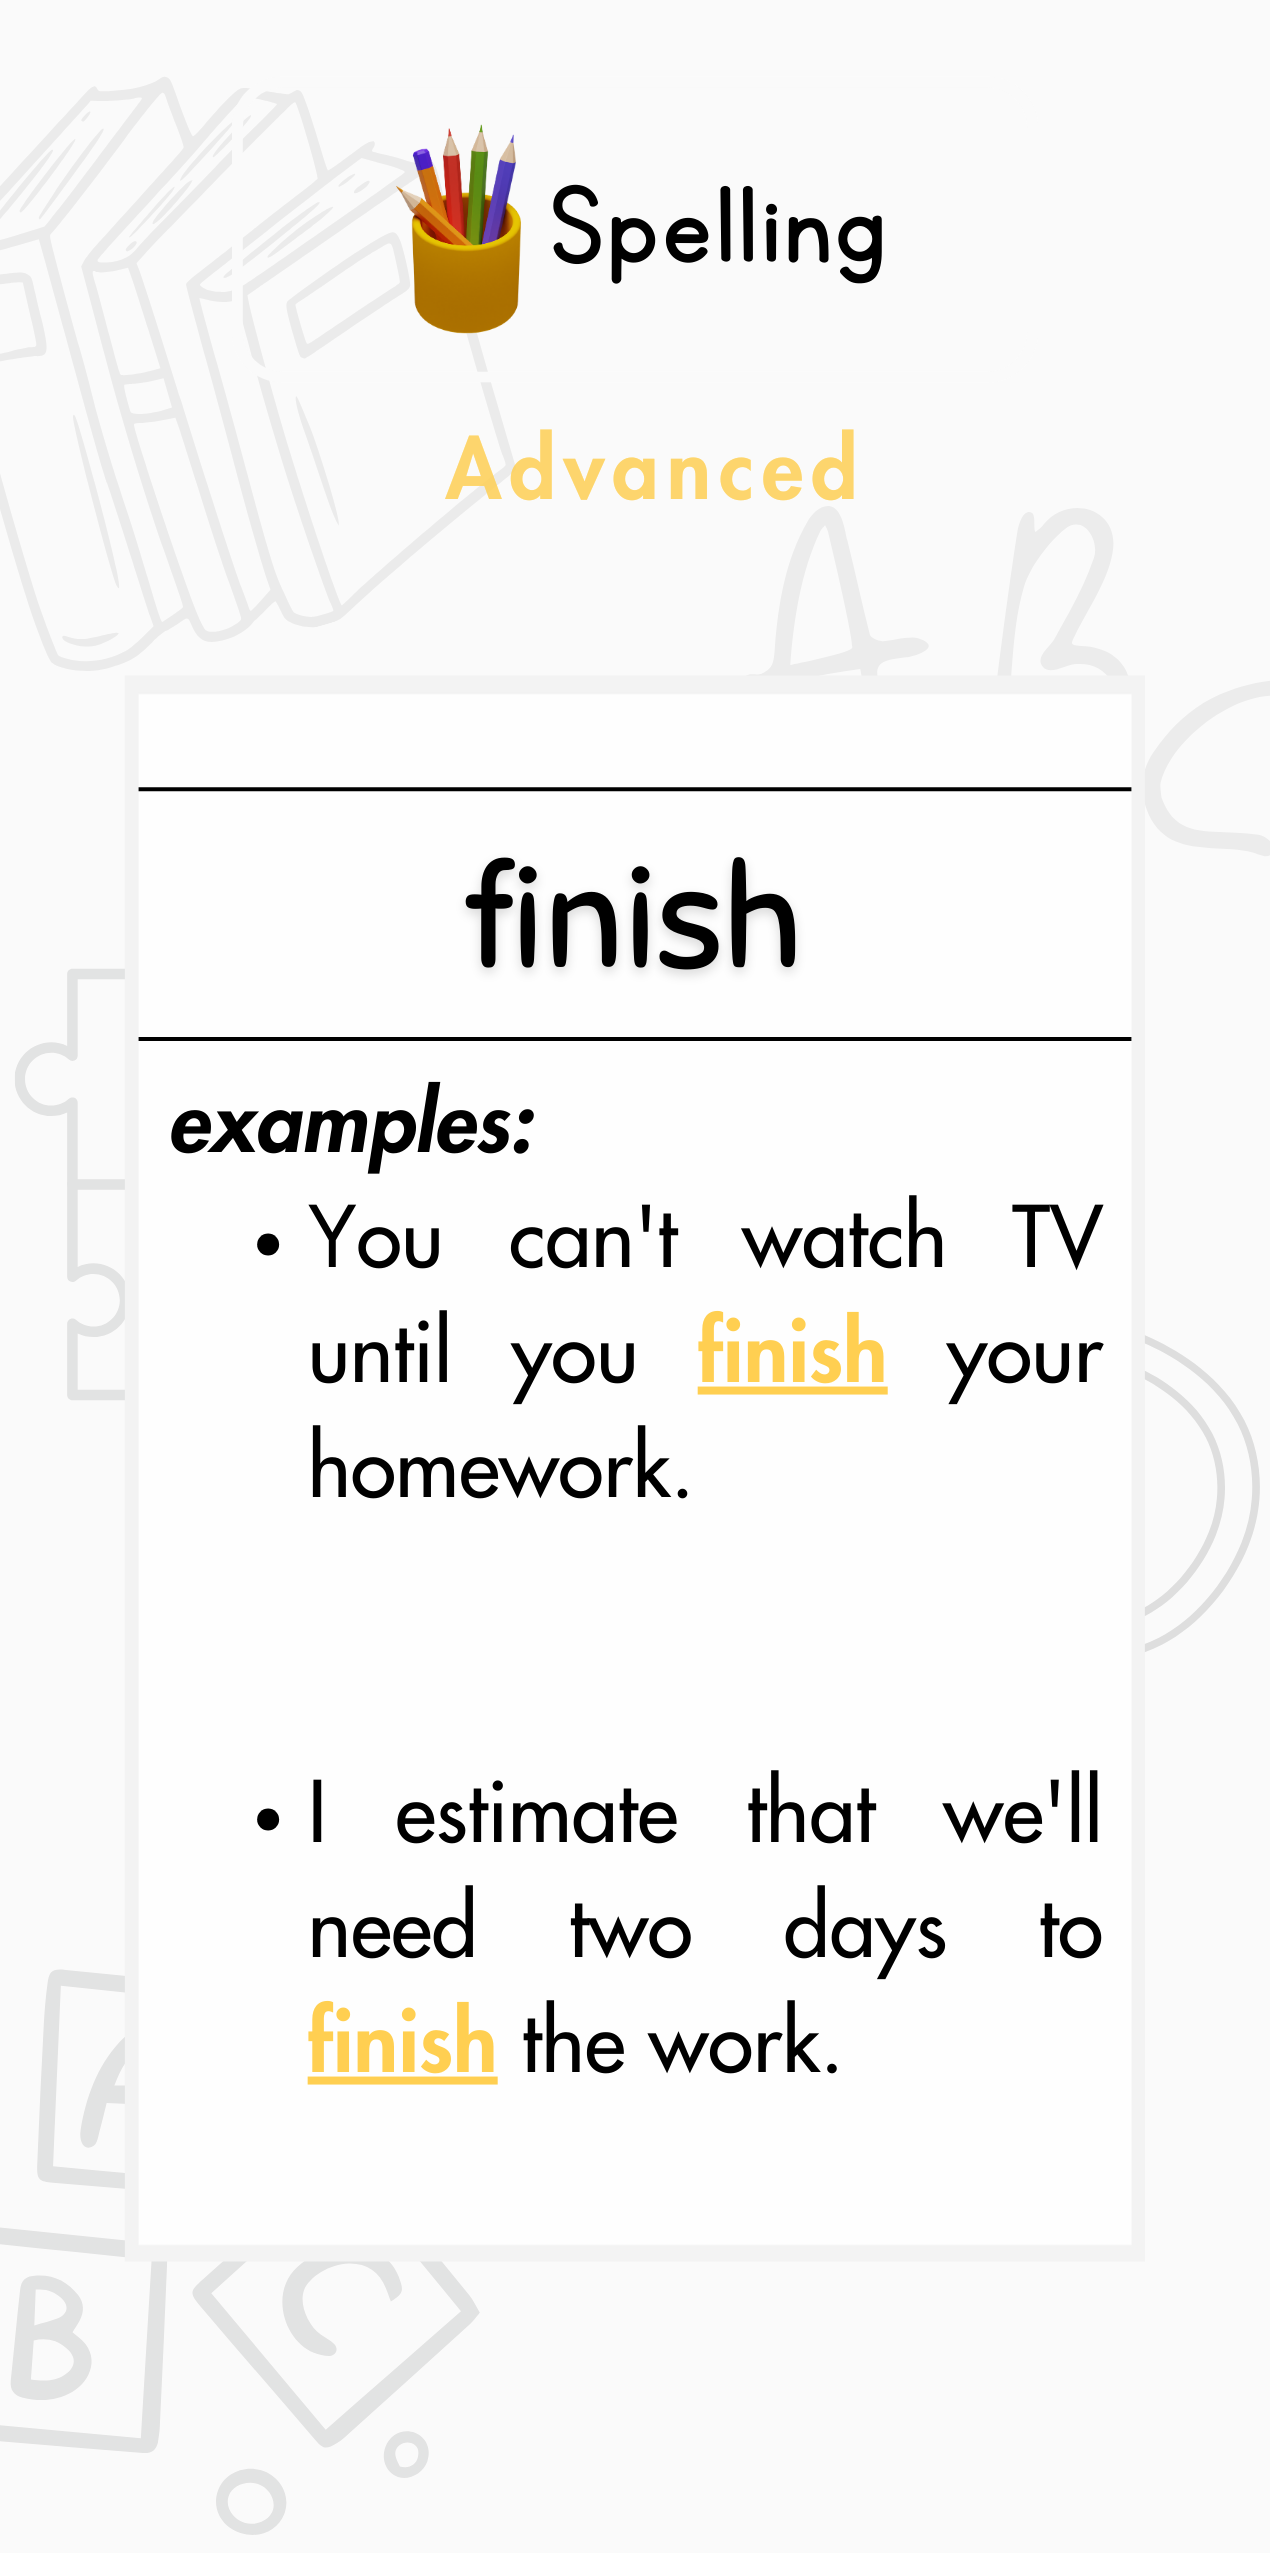 Spelling
Advanced
A B
finish
examples:
• You can't watch TV
until you finish your
homework.
• I estimate that we'll
need two days to
finish the work.
A
B C